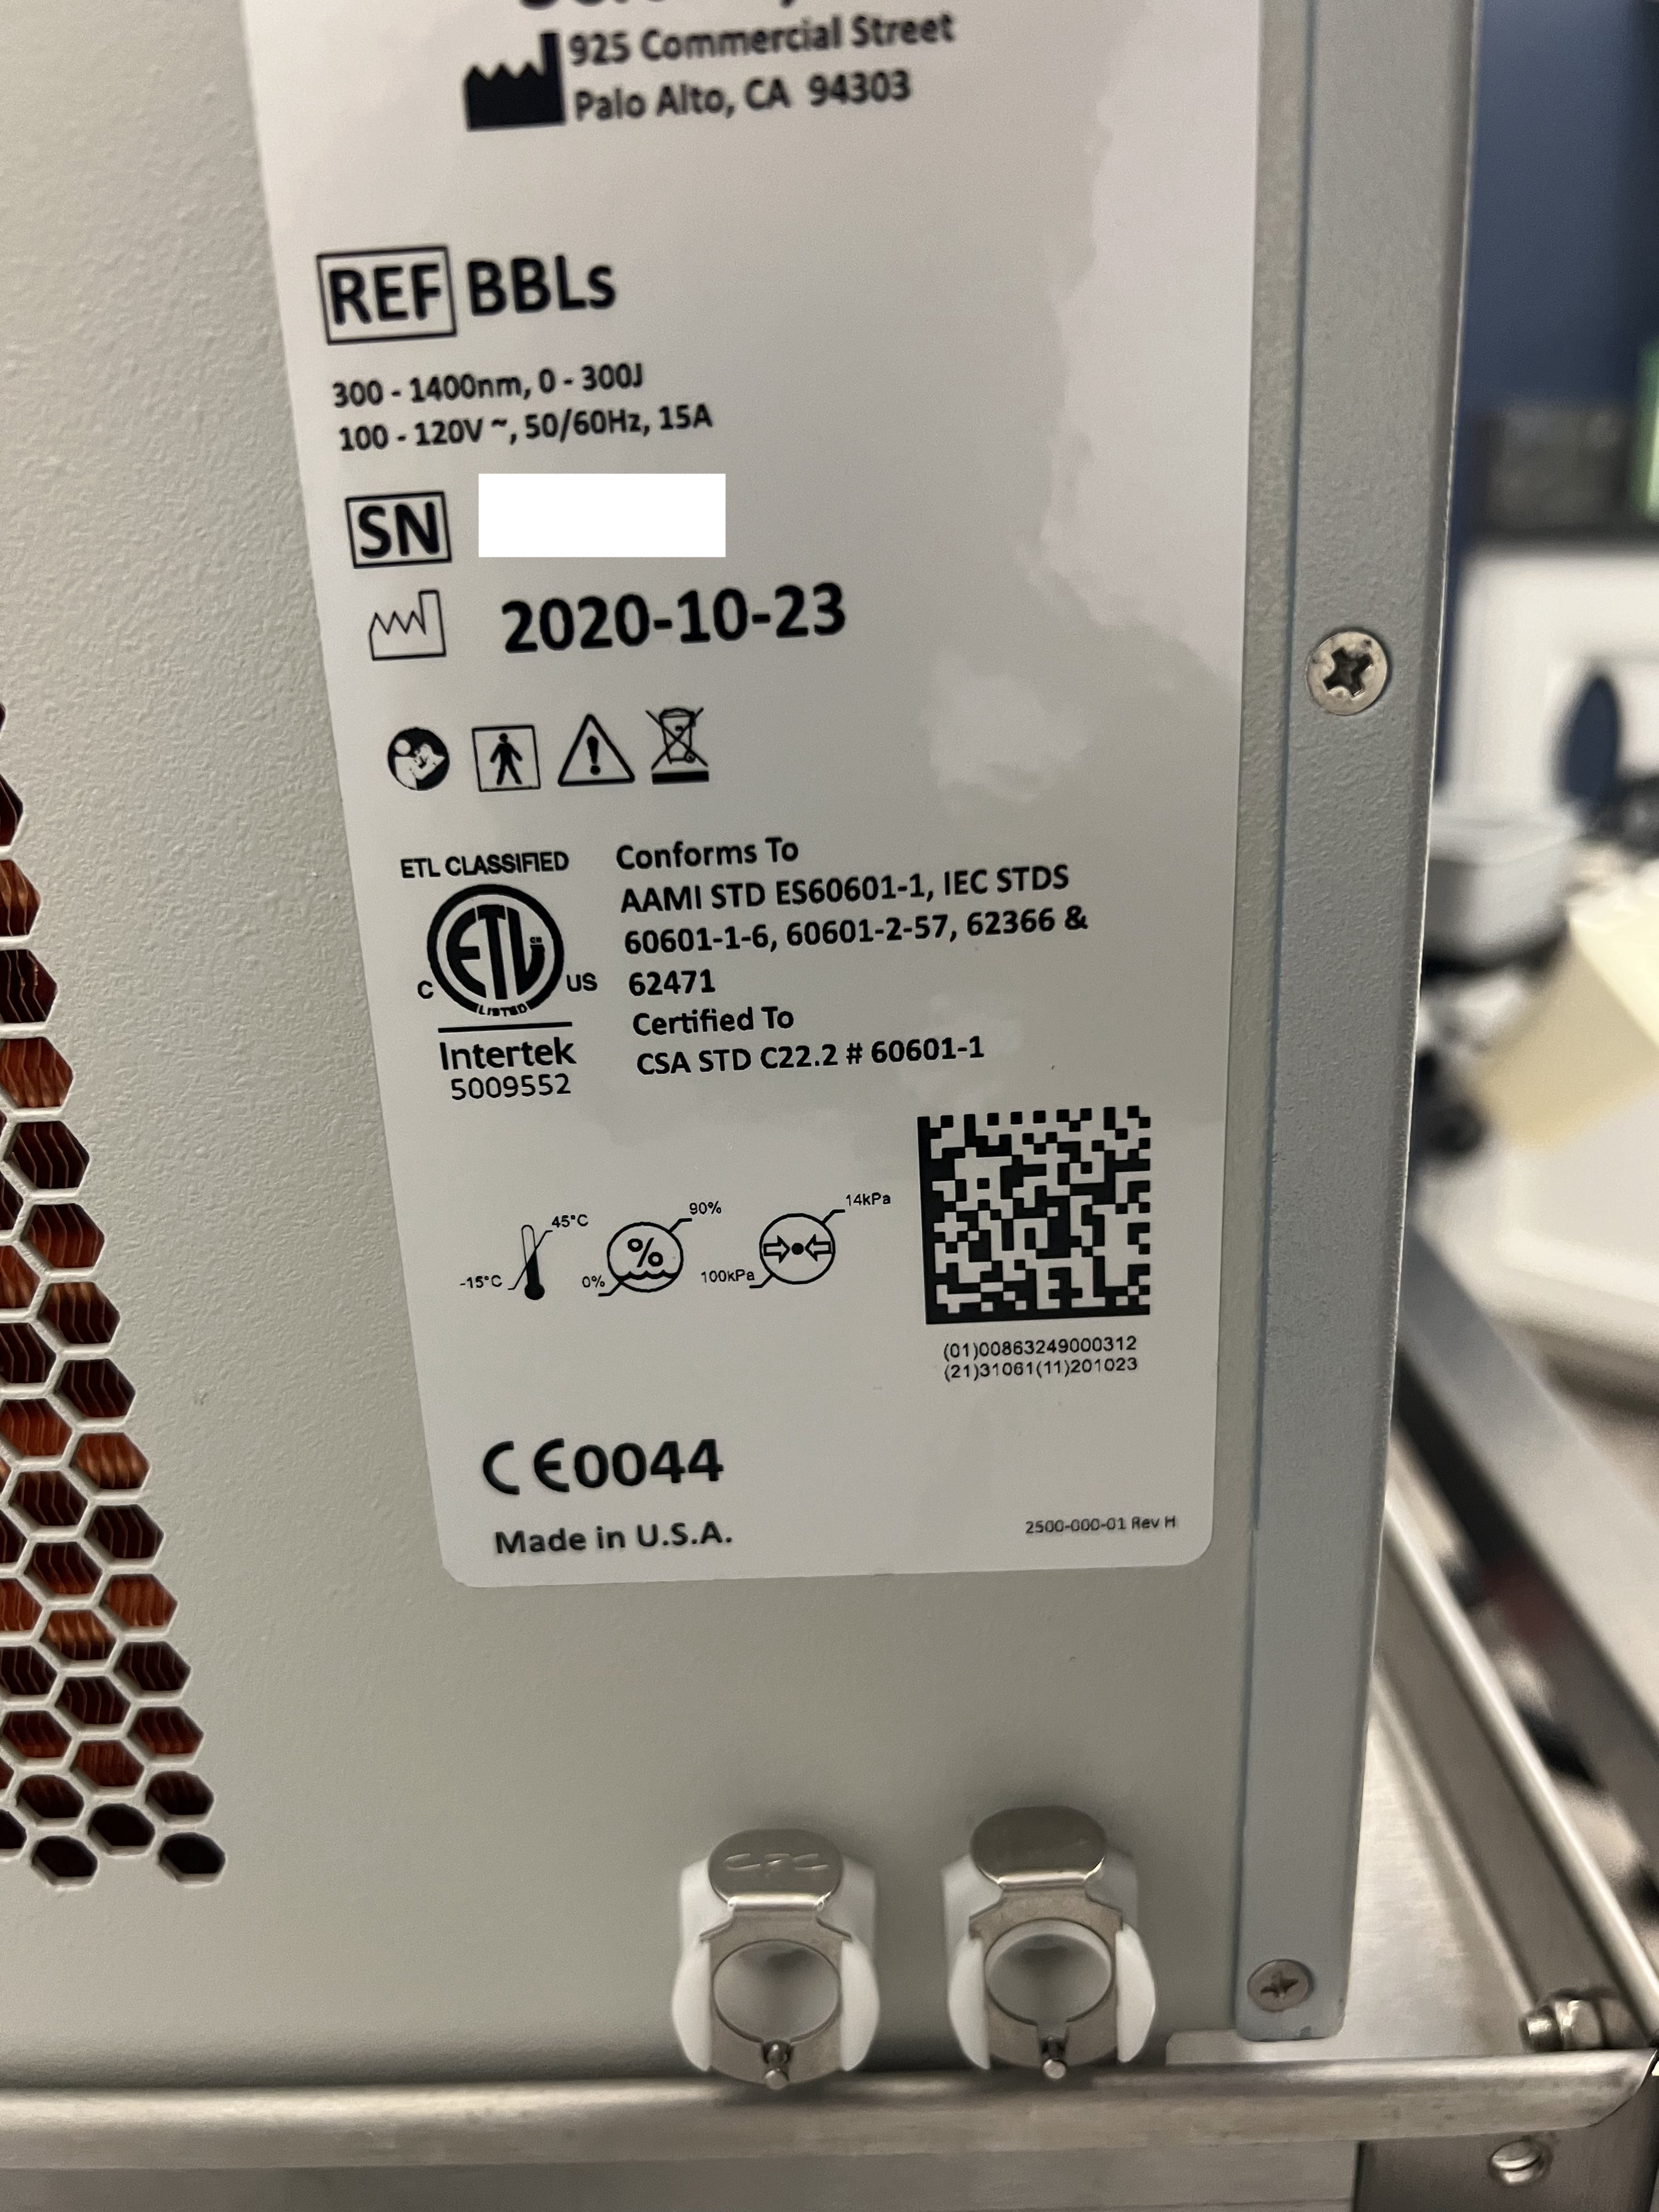 925 Commercial Street
Palo Alto, CA 94303
REF BBLs
300 - 1400nm, 0 - 300J
100 - 120V ~, 50/60Hz, 15A
SN
2020-10-23
ETL CLASSIFIED
ETL
C US
LISTED
Intertek
5009552
Conforms To
AAMI STD ES60601-1, IEC STDS
60601-1-6, 60601-2-57, 62366 &
62471
Certified To
CSA STD C22.2 # 60601-1
45°C
-15°C
90%
%
0%
14kPa
100kPa
(01)00863249000312
(21)31061(11)201023
CE0044
Made in U.S.A.
2500-000-01 Rev H
CPC